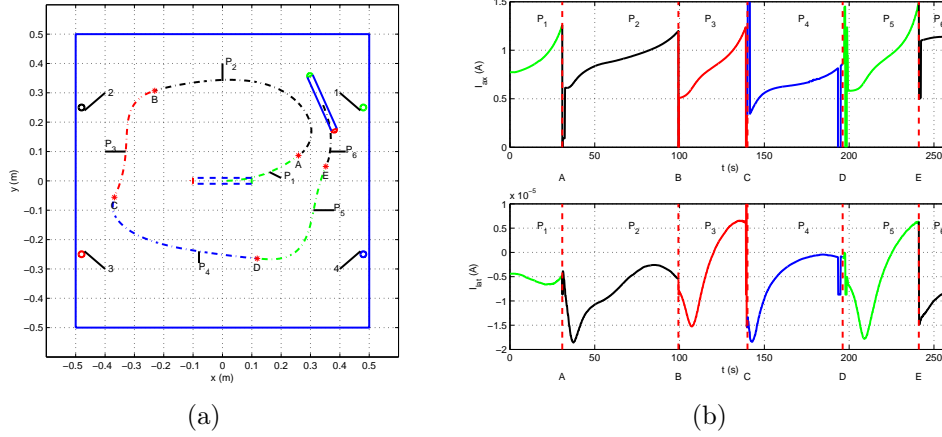 0.5
0.4
0.3
0.2
0.1
0
−0.1
−0.2
−0.3
−0.4
−0.5
y (m)
−0.5 −0.4 −0.3 −0.2 −0.1 0 0.1 0.2 0.3 0.4 0.5
x (m)
P2
2
1
B
P3
A
P6
E
P1
C
P5
D
P4
3
4
(a)
1.5
1
0.5
0
I_ax (A)
P1 P2 P3 P4 P5 P6
0 50 100 150 200 250
t (s)
A B C D E
x 10^−5
1
0.5
0
−0.5
−1
−1.5
−2
I_lat (A)
P1 P2 P3 P4 P5 P6
0 50 100 150 200 250
t (s)
A B C D E
(b)